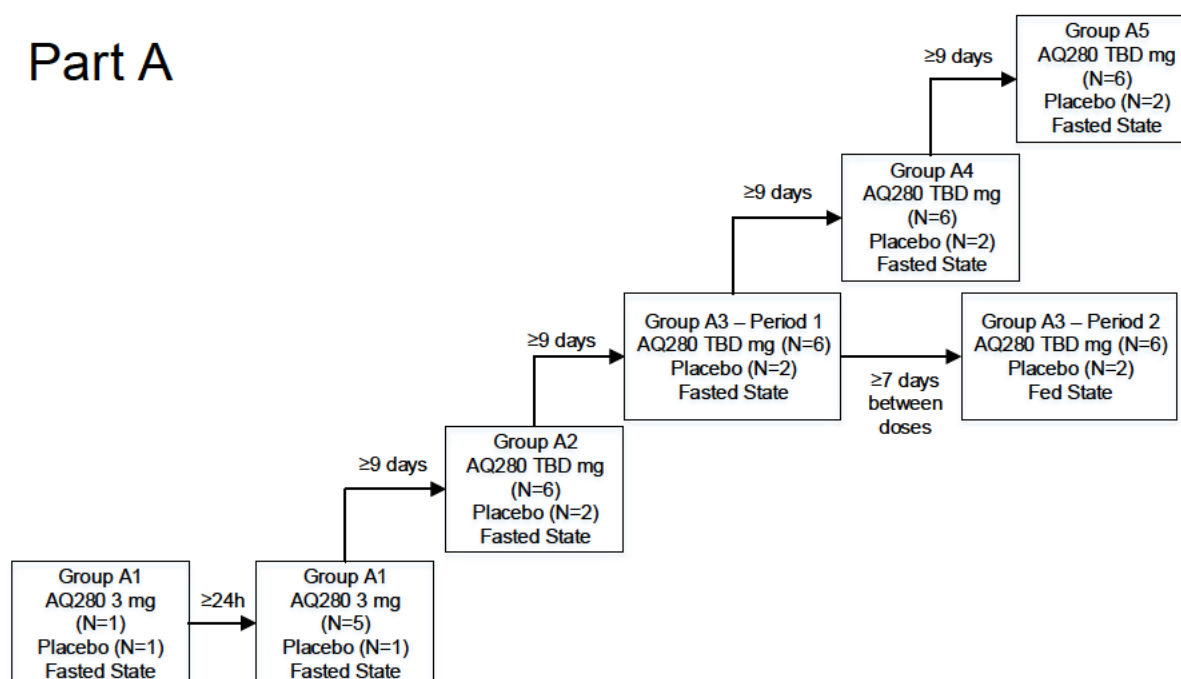 Part A
Group A1
AQ280 3 mg
(N=1)
Placebo (N=1)
Fasted State
≥24h
Group A1
AQ280 3 mg
(N=5)
Placebo (N=1)
Fasted State
≥9 days
Group A2
AQ280 TBD mg
(N=6)
Placebo (N=2)
Fasted State
≥9 days
Group A3 – Period 1
AQ280 TBD mg (N=6)
Placebo (N=2)
Fasted State
≥7 days
between
doses
Group A3 – Period 2
AQ280 TBD mg (N=6)
Placebo (N=2)
Fed State
≥9 days
Group A4
AQ280 TBD mg
(N=6)
Placebo (N=2)
Fasted State
≥9 days
Group A5
AQ280 TBD mg
(N=6)
Placebo (N=2)
Fasted State